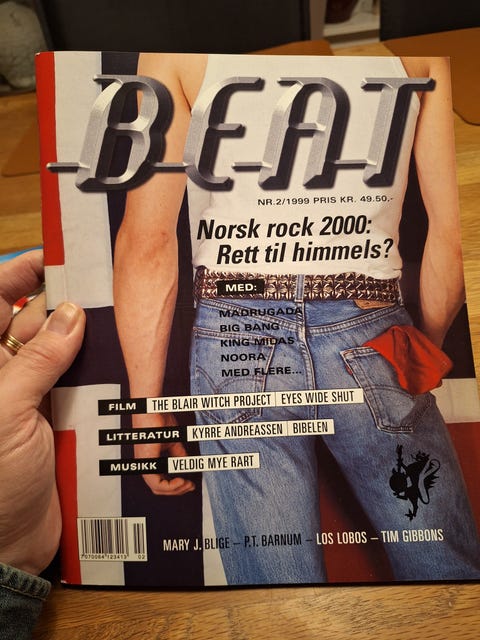 BEAT
NR.2/1999 PRIS KR. 49.50,-
Norsk rock 2000:
Rett til himmels?
MED:
MADRUGADA
BIG BANG
KING MIDAS
NOORA
MED FLERE...
FILM THE BLAIR WITCH PROJECT EYES WIDE SHUT
LITTERATUR KYRRE ANDREASSEN BIBELEN
MUSIKK VELDIG MYE RART
MARY J. BLIGE – P.T. BARNUM – LOS LOBOS – TIM GIBBONS
7070064123413 02